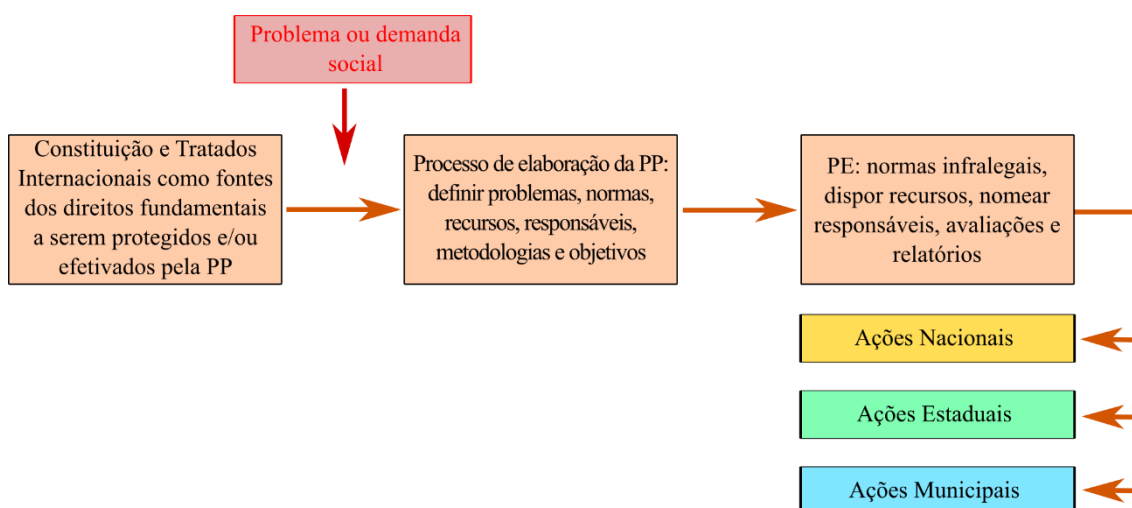 Problema ou demanda
social
Constituição e Tratados
Internacionais como fontes
dos direitos fundamentais
a serem protegidos e/ou
efetivados pela PP
Processo de elaboração da PP:
definir problemas, normas,
recursos, responsáveis,
metodologias e objetivos
PE: normas infralegais,
dispor recursos, nomear
responsáveis, avaliações e
relatórios
Ações Nacionais
Ações Estaduais
Ações Municipais